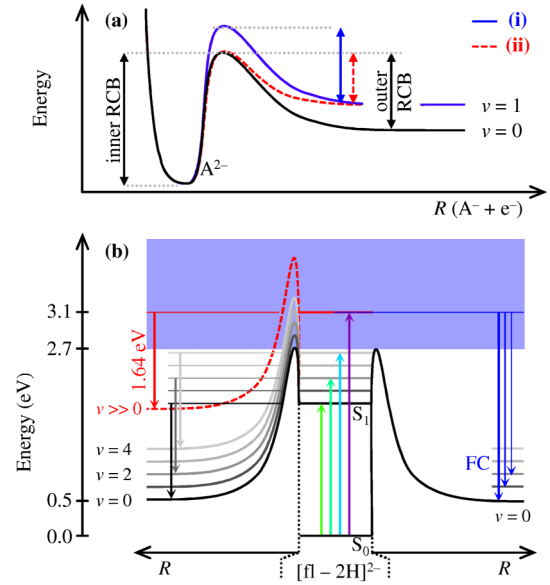 (a)
(i)
(ii)
Energy
inner RCB
A²⁻
outer
RCB
v = 1
v = 0
R (A⁻ + e⁻)
(b)
3.1
2.7
1.64 eV
v >> 0
S₁
Energy (eV)
v = 4
v = 2
FC
0.5
v = 0
v = 0
0.0
S₀
R
[fl – 2H]²⁻
R